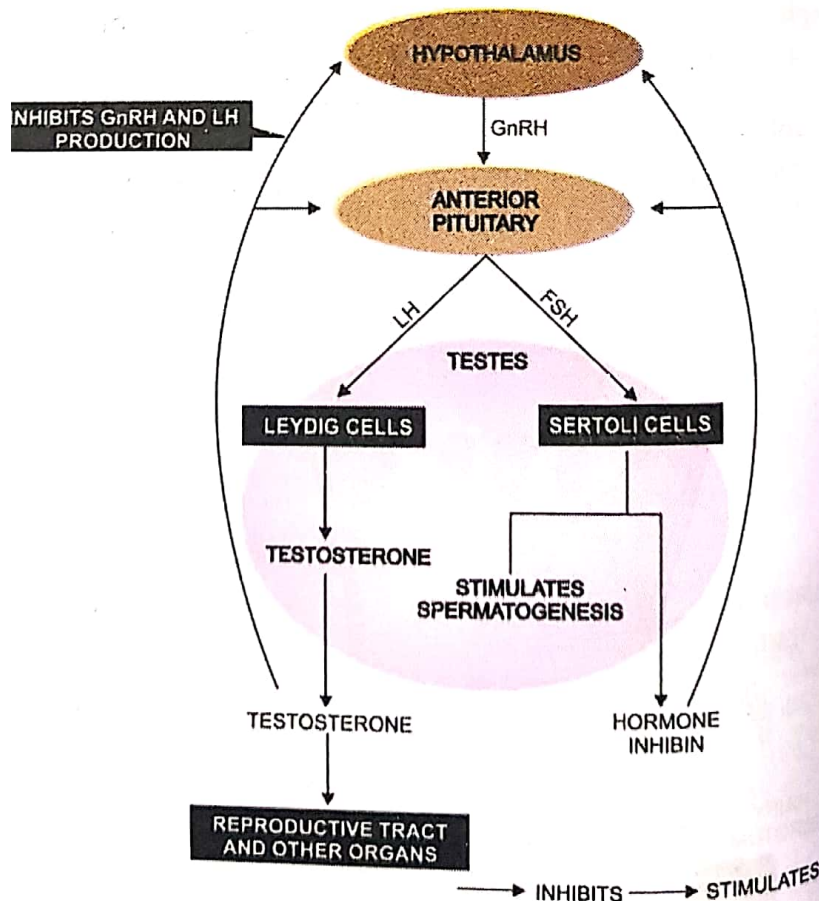 HYPOTHALAMUS
INHIBITS GnRH AND LH
PRODUCTION
GnRH
ANTERIOR
PITUITARY
LH
FSH
TESTES
LEYDIG CELLS
SERTOLI CELLS
TESTOSTERONE
STIMULATES
SPERMATOGENESIS
TESTOSTERONE
HORMONE
INHIBIN
REPRODUCTIVE TRACT
AND OTHER ORGANS
INHIBITS
STIMULATES